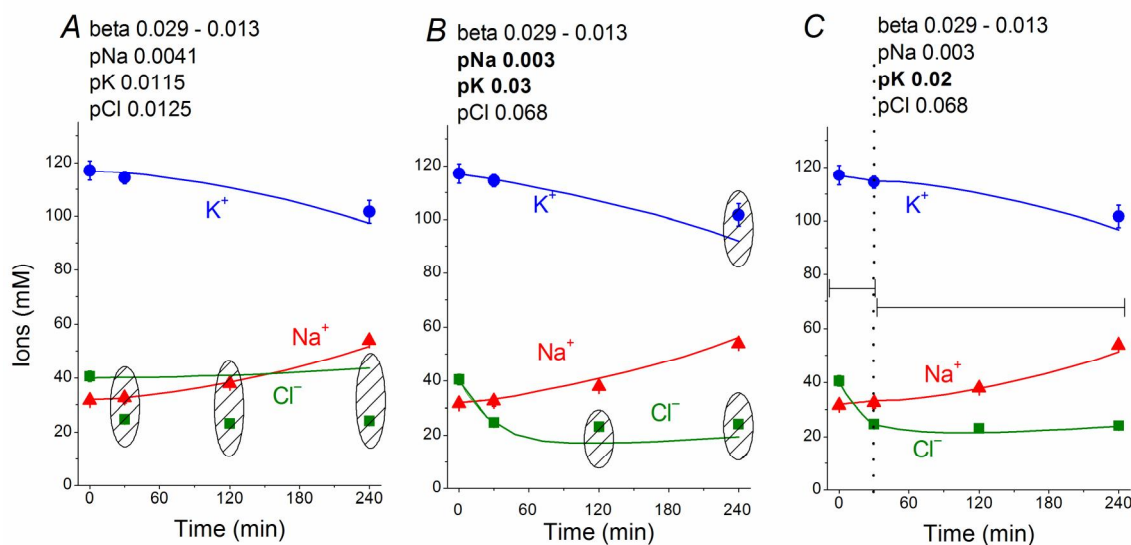 A
beta 0.029 - 0.013
pNa 0.0041
pK 0.0115
pCl 0.0125
Ions (mM)
120
100
80
60
40
20
0
K⁺
Na⁺
Cl⁻
0 60 120 180 240
Time (min)
B
beta 0.029 - 0.013
pNa 0.003
pK 0.03
pCl 0.068
120
100
80
60
40
20
0
K⁺
Na⁺
Cl⁻
0 60 120 180 240
Time (min)
C
beta 0.029 - 0.013
pNa 0.003
pK 0.02
pCl 0.068
120
100
80
60
40
20
0
K⁺
Na⁺
Cl⁻
0 60 120 180 240
Time (min)